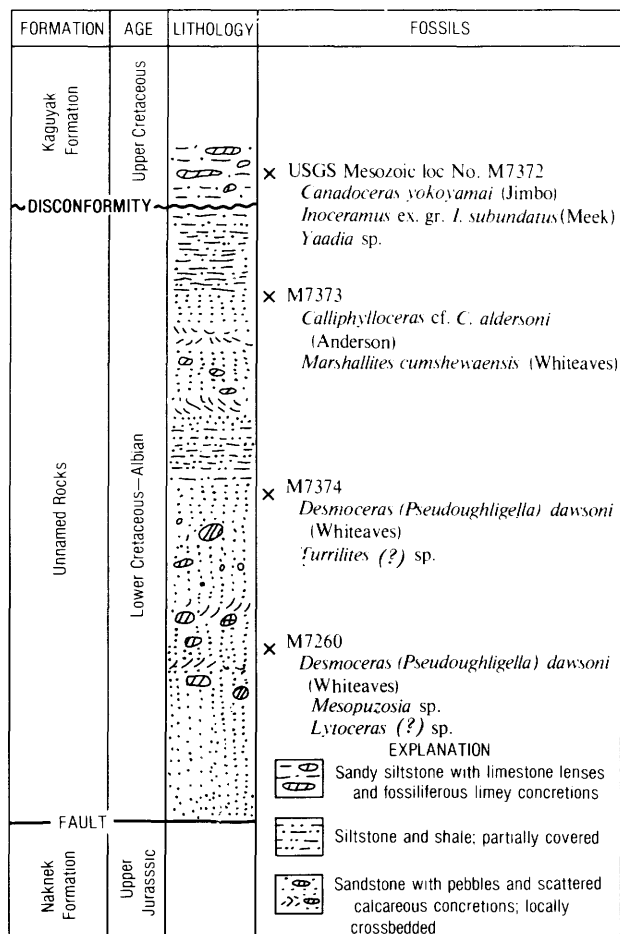 FORMATION AGE LITHOLOGY FOSSILS
Kaguyak
Formation
Upper Cretaceous
DISCONFORMITY
Unnamed Rocks
Lower Cretaceous—Albian
FAULT
Naknek
Formation
Upper
Jurasssic
× USGS Mesozoic loc No. M7372
Canadoceras yokoyamai (Jimbo)
Inoceramus ex. gr. I. subundatus (Meek)
Yaadia sp.
× M7373
Calliphylloceras cf. C. aldersoni
(Anderson)
Marshallites cumshewaensis (Whiteaves)
× M7374
Desmoceras (Pseudoughligella) dawsoni
(Whiteaves)
Turrilites (?) sp.
× M7260
Desmoceras (Pseudoughligella) dawsoni
(Whiteaves)
Mesopuzosia sp.
Lytoceras (?) sp.
EXPLANATION
Sandy siltstone with limestone lenses
and fossiliferous limey concretions
Siltstone and shale; partially covered
Sandstone with pebbles and scattered
calcareous concretions; locally
crossbedded